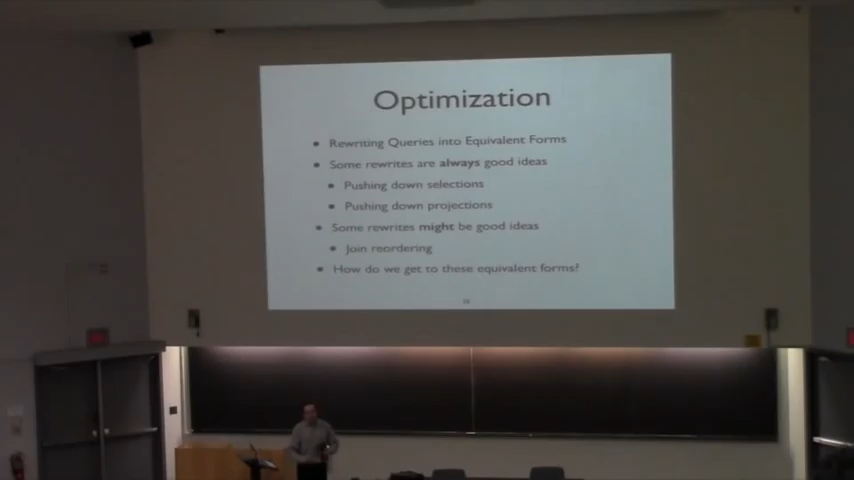 Optimization
• Rewriting Queries into Equivalent Forms
• Some rewrites are always good ideas
• Pushing down selections
• Pushing down projections
• Some rewrites might be good ideas
• Join reordering
• How do we get to these equivalent forms?